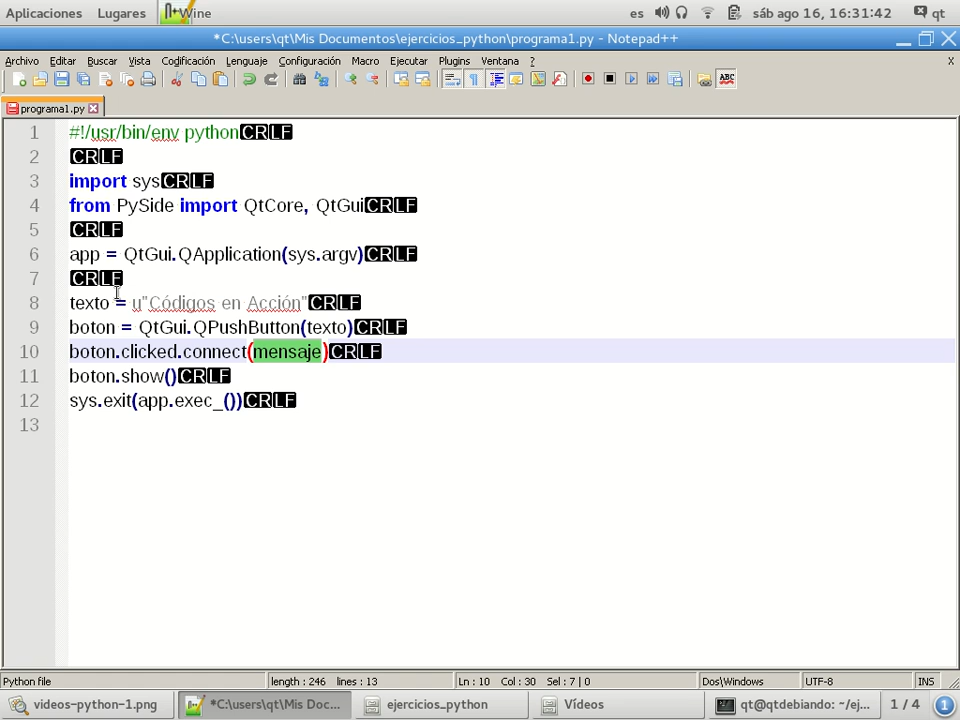 Aplicaciones Lugares Wine es sáb ago 16, 16:31:42 qt
*C:\users\qt\Mis Documentos\ejercicios_python\programa1.py - Notepad++
Archivo Editar Buscar Vista Codificación Lenguaje Configuración Macro Ejecutar Plugins Ventana ? X
ABC
programa1.py
1 #!/usr/bin/env pythonCRLF
2 CRLF
3 import sysCRLF
4 from PySide import QtCore, QtGuiCRLF
5 CRLF
6 app = QtGui.QApplication(sys.argv)CRLF
7 CRLF
8 texto = u"Códigos en Acción"CRLF
9 boton = QtGui.QPushButton(texto)CRLF
10 boton.clicked.connect(mensaje)CRLF
11 boton.show()CRLF
12 sys.exit(app.exec_())CRLF
13
Python file length : 246 lines : 13 Ln : 10 Col : 30 Sel : 7 | 0 Dos\Windows UTF-8 INS
videos-python-1.png *C:\users\qt\Mis Doc... ejercicios_python Vídeos qt@qtdebiando: ~/ej... 1 / 4 1